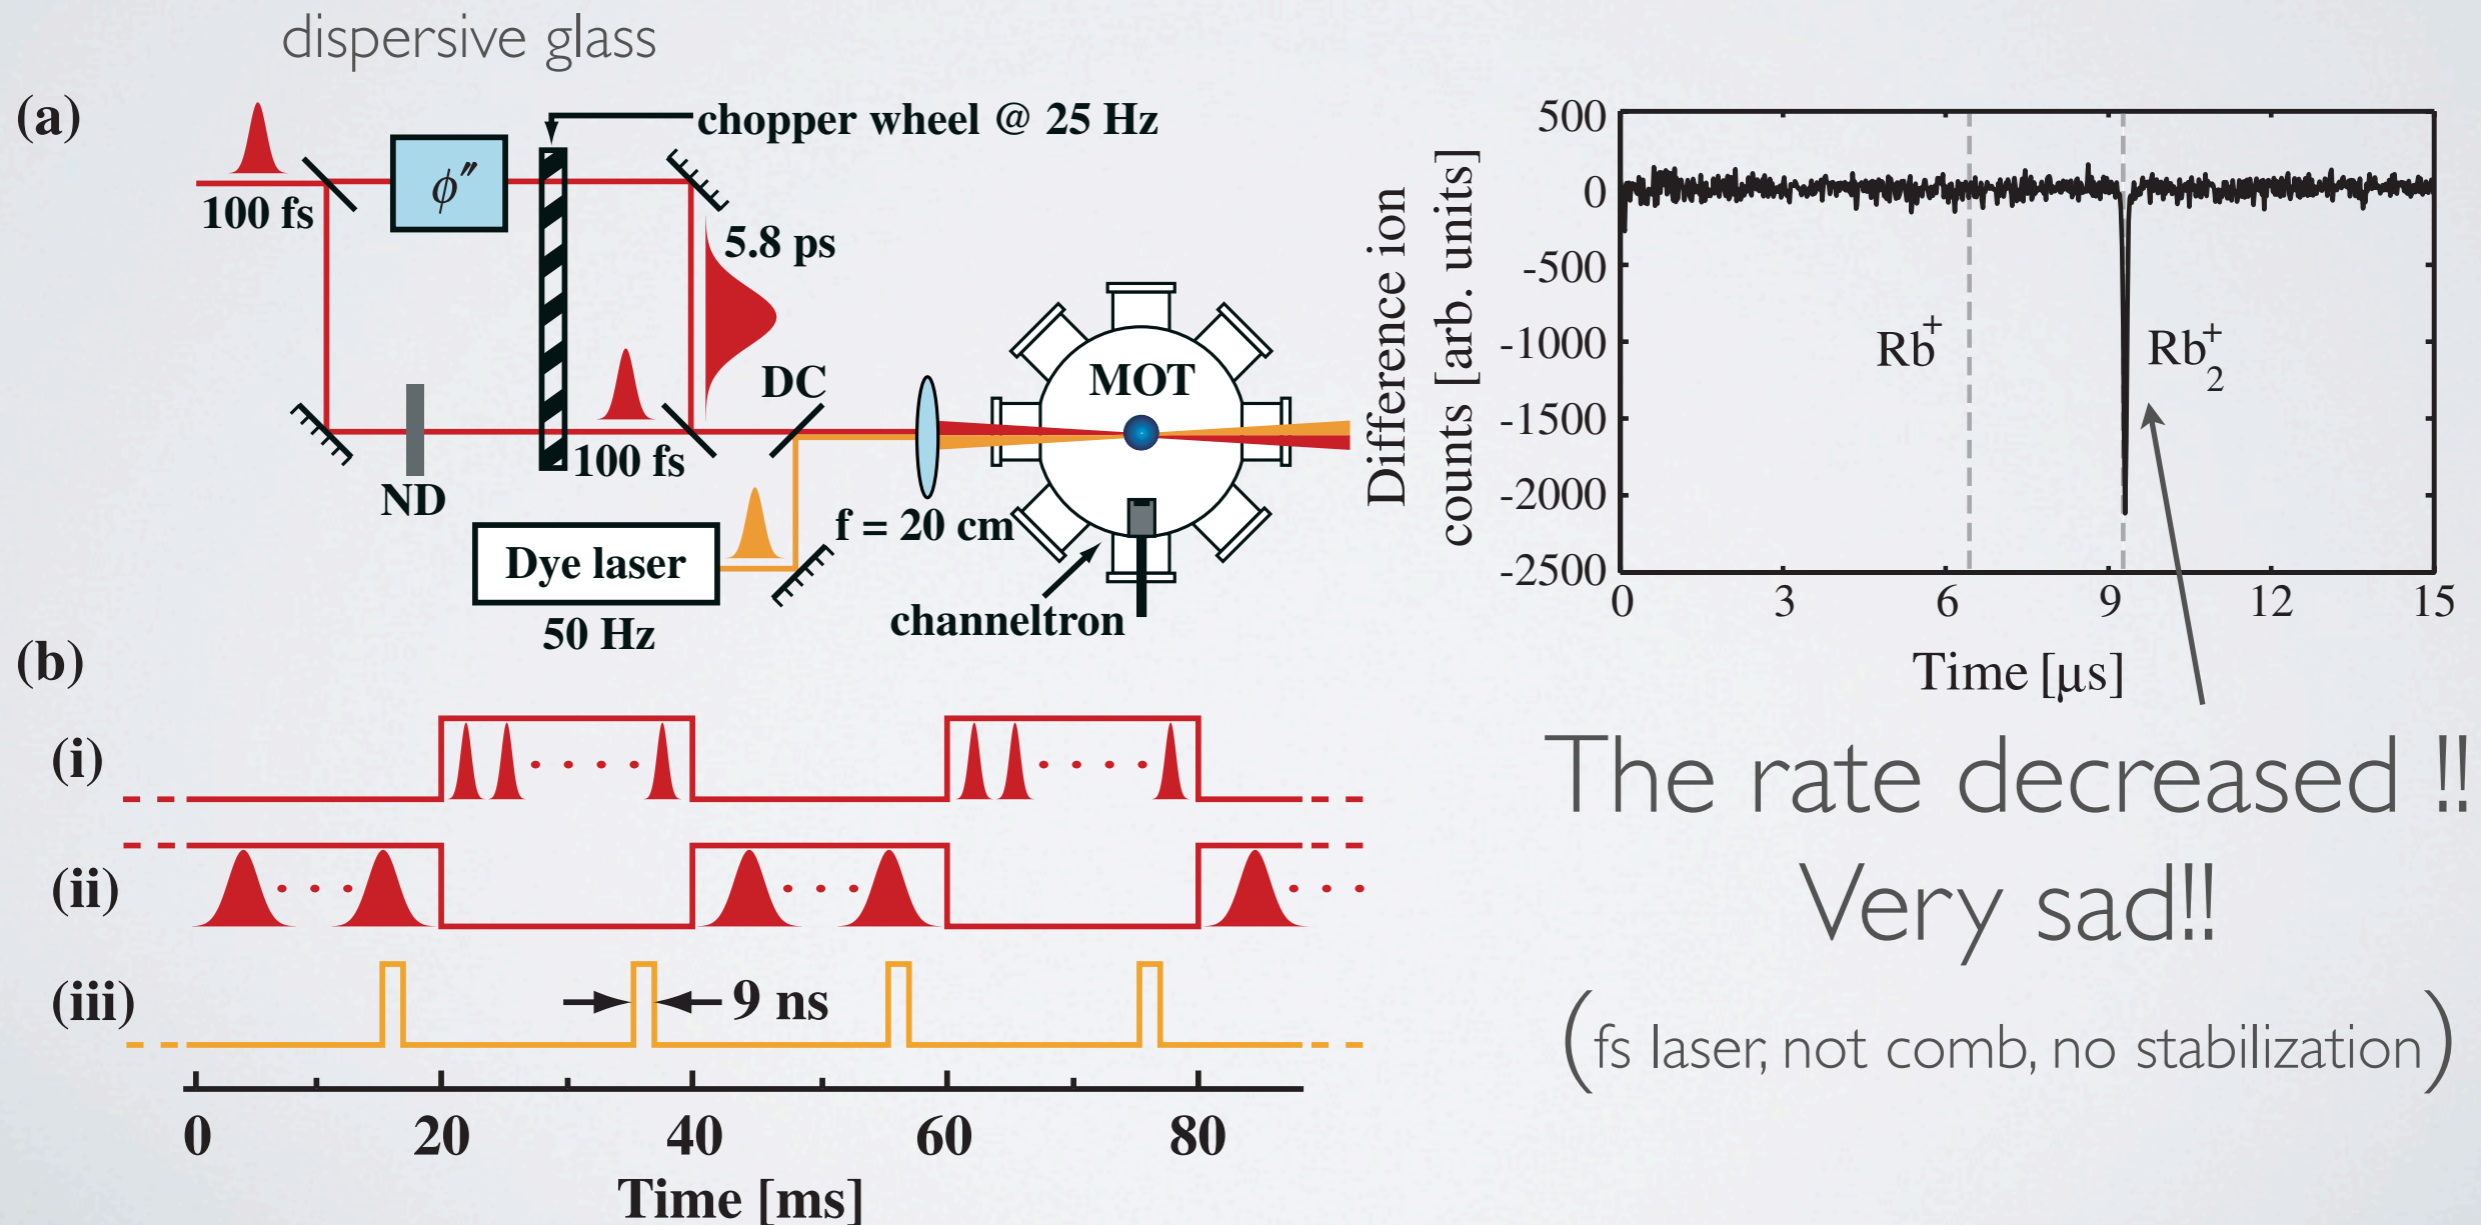 dispersive glass
(a)
chopper wheel @ 25 Hz
ϕ″
100 fs
5.8 ps
DC
MOT
100 fs
ND
f = 20 cm
Dye laser
50 Hz
channeltron
(b)
(i)
(ii)
(iii)
9 ns
0 20 40 60 80
Time [ms]
Difference ion
counts [arb. units]
500
0
-500
-1000
-1500
-2000
-2500
Rb⁺
Rb₂⁺
0 3 6 9 12 15
Time [μs]
The rate decreased !!
Very sad!!
(fs laser, not comb, no stabilization)